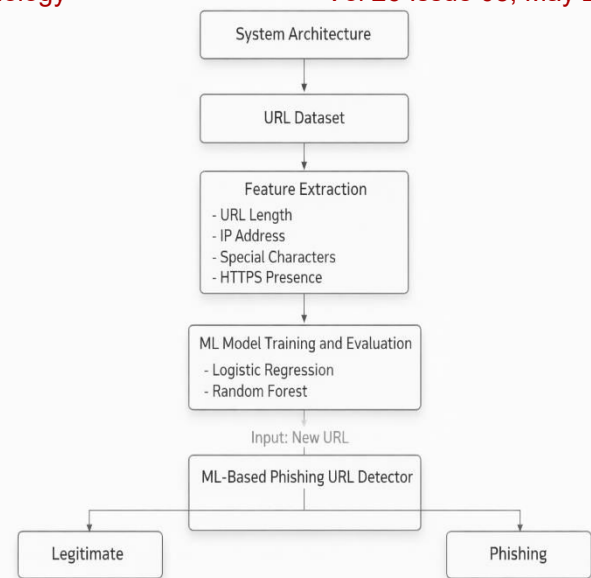 System Architecture
URL Dataset
Feature Extraction
- URL Length
- IP Address
- Special Characters
- HTTPS Presence
ML Model Training and Evaluation
- Logistic Regression
- Random Forest
Input: New URL
ML-Based Phishing URL Detector
Legitimate
Phishing